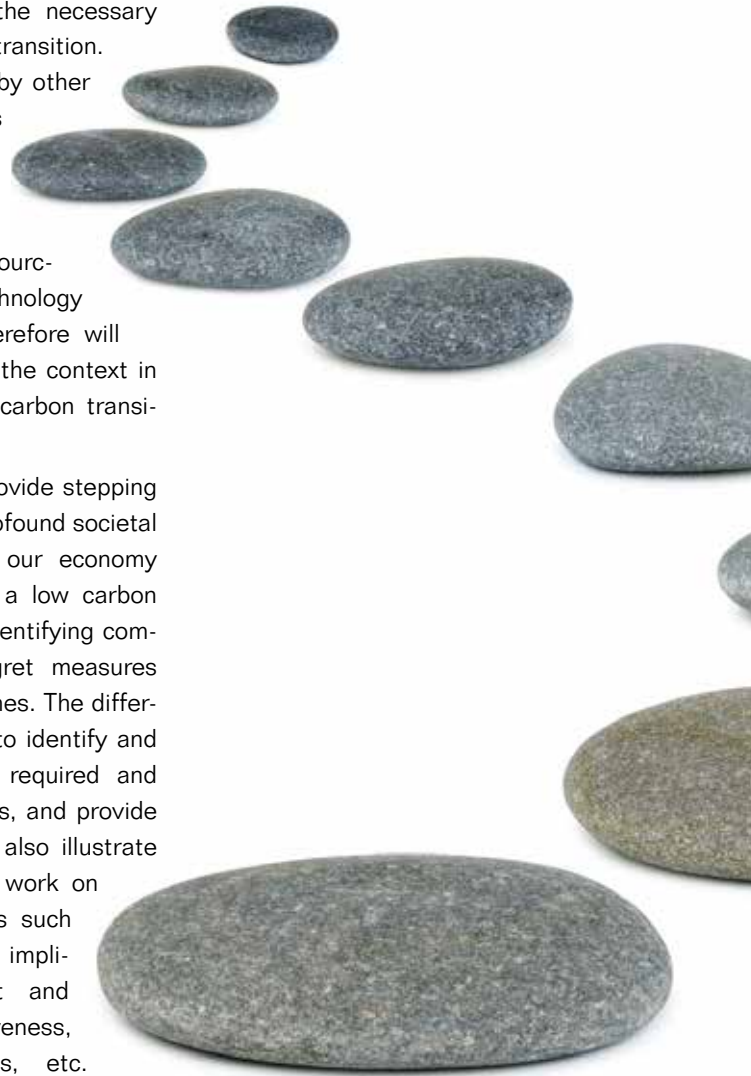 the necessary
transition.
by other
s
ourc-
hnology
erefore will
the context in
carbon transi-
ovide stepping
ofound societal
our economy
a low carbon
entifying com-
gret measures
nes. The differ-
to identify and
required and
s, and provide
also illustrate
work on
s such
impli-
t and
reness,
s, etc.